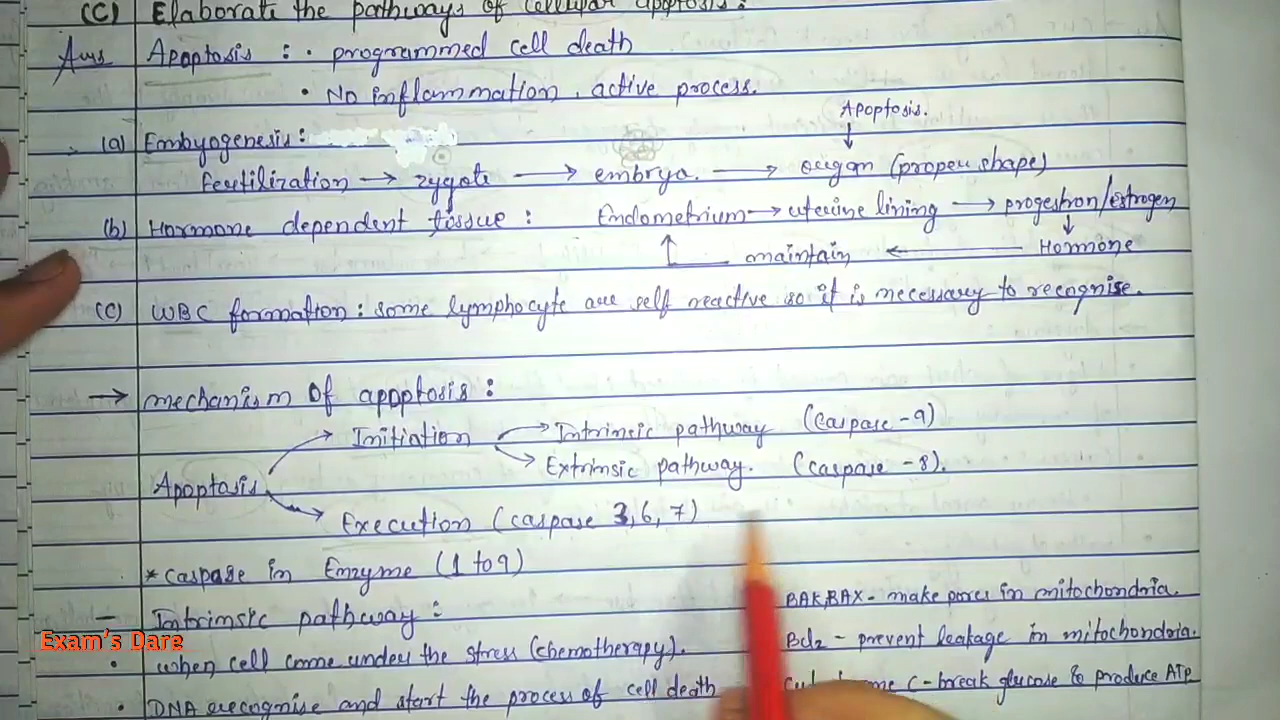 (C) Elaborate the pathways of cellular apoptosis:
Ans Apoptosis : • programmed cell death
• No inflammation, active process.
Apoptosis.
↓
(a) Embyogenesis:
fertilization → zygote → embryo. → organ (proper shape)
(b) Hormone dependent tissue : Endometrium → uterine lining → progestron/estrogen
maintain ← Hormone
(c) WBC formation: some lymphocyte are self reactive so it is necessary to recognise.
→ mechanism of apoptosis :
Initiation → Intrinsic pathway (Caspase -9)
→ Extrinsic pathway. (caspase -8).
Apoptosis
Execution (caspase 3,6,7)
* caspase in Enzyme (1 to 9)
– Intrinsic pathway :
BAK,BAX - make pores in mitochondria.
Exam's Dare
• when cell come under the stress (chemotherapy).
Bcl2 - prevent leakage in mitochondria.
• DNA recognise and start the process of cell death
C- break glucose & produce ATP